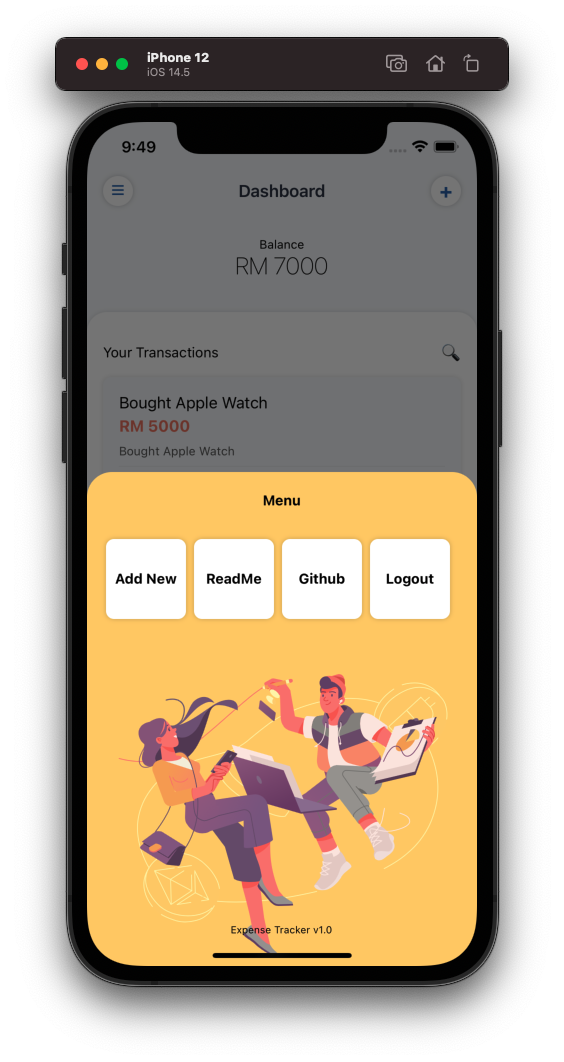 iPhone 12
iOS 14.5
9:49
Dashboard
+
Balance
RM 7000
Your Transactions
Bought Apple Watch
RM 5000
Bought Apple Watch
Menu
Add New
ReadMe
Github
Logout
Expense Tracker v1.0